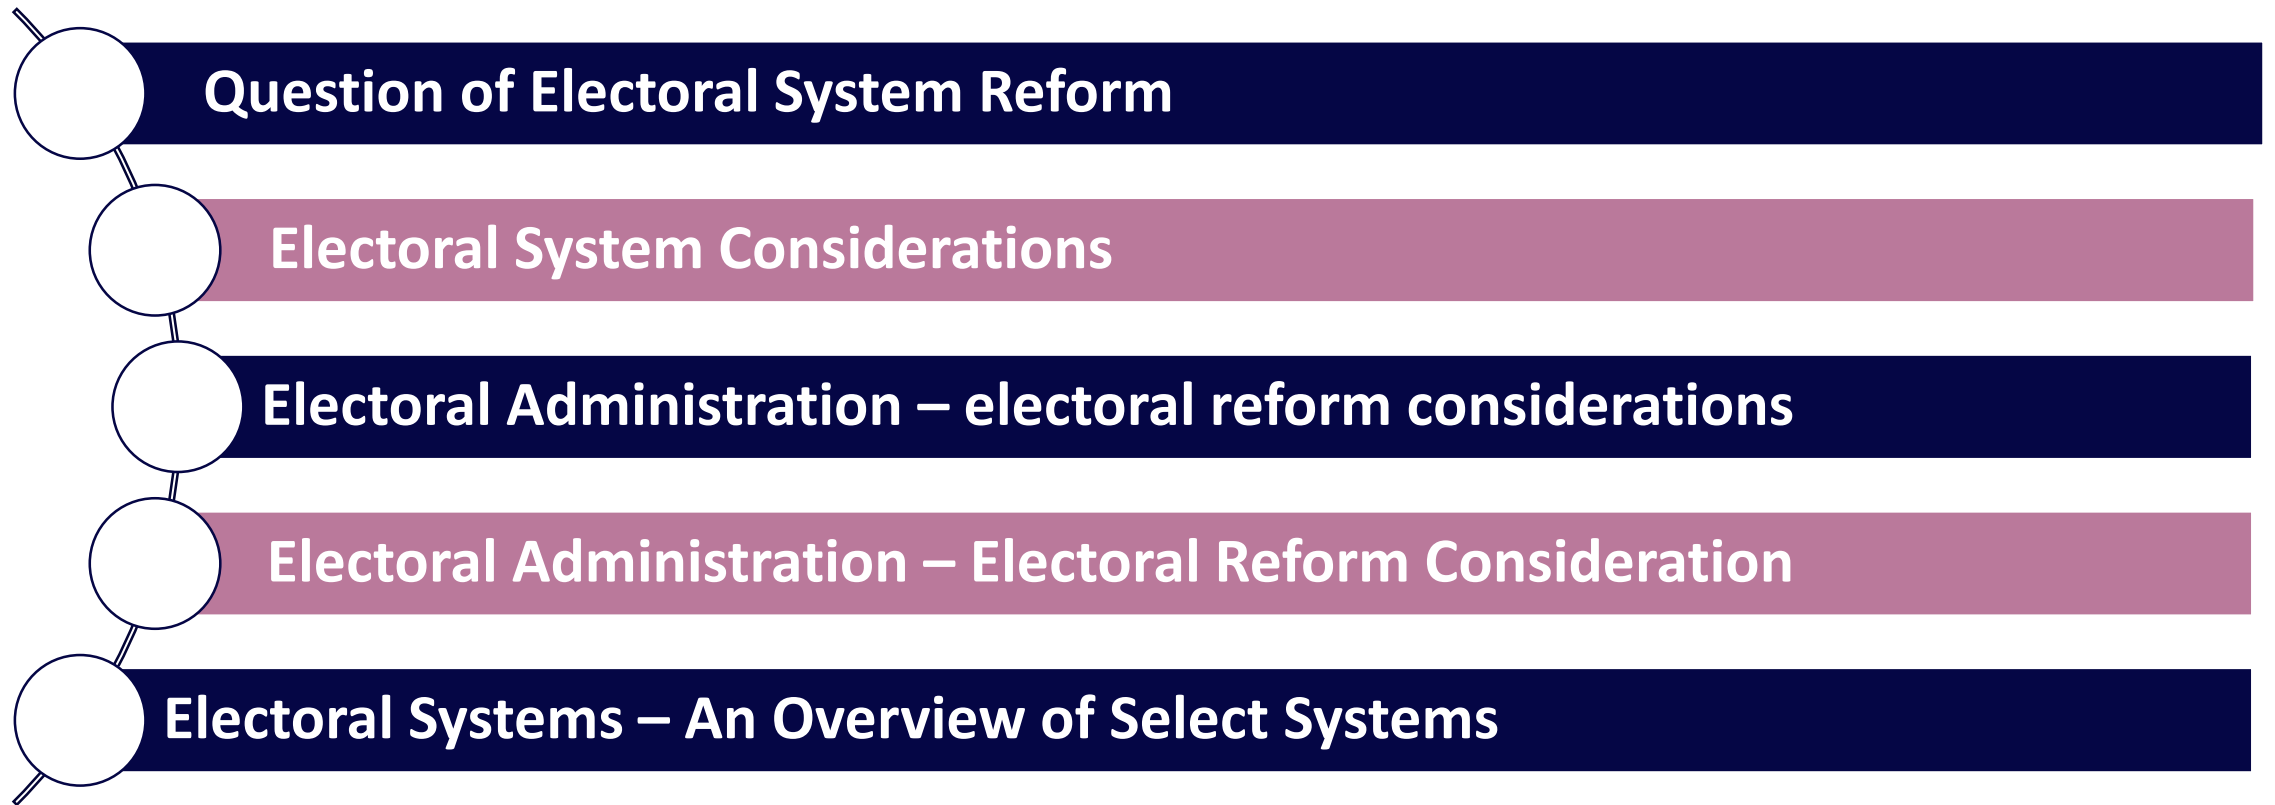 Question of Electoral System Reform
Electoral System Considerations
Electoral Administration – electoral reform considerations
Electoral Administration – Electoral Reform Consideration
Electoral Systems – An Overview of Select Systems